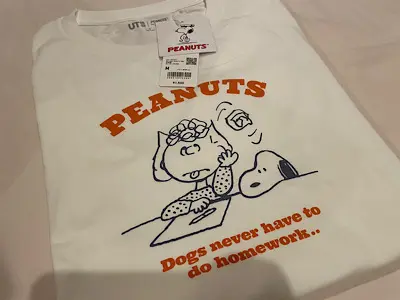 UT
PEANUTS
M
PEANUTS
Dogs never have to
do homework..